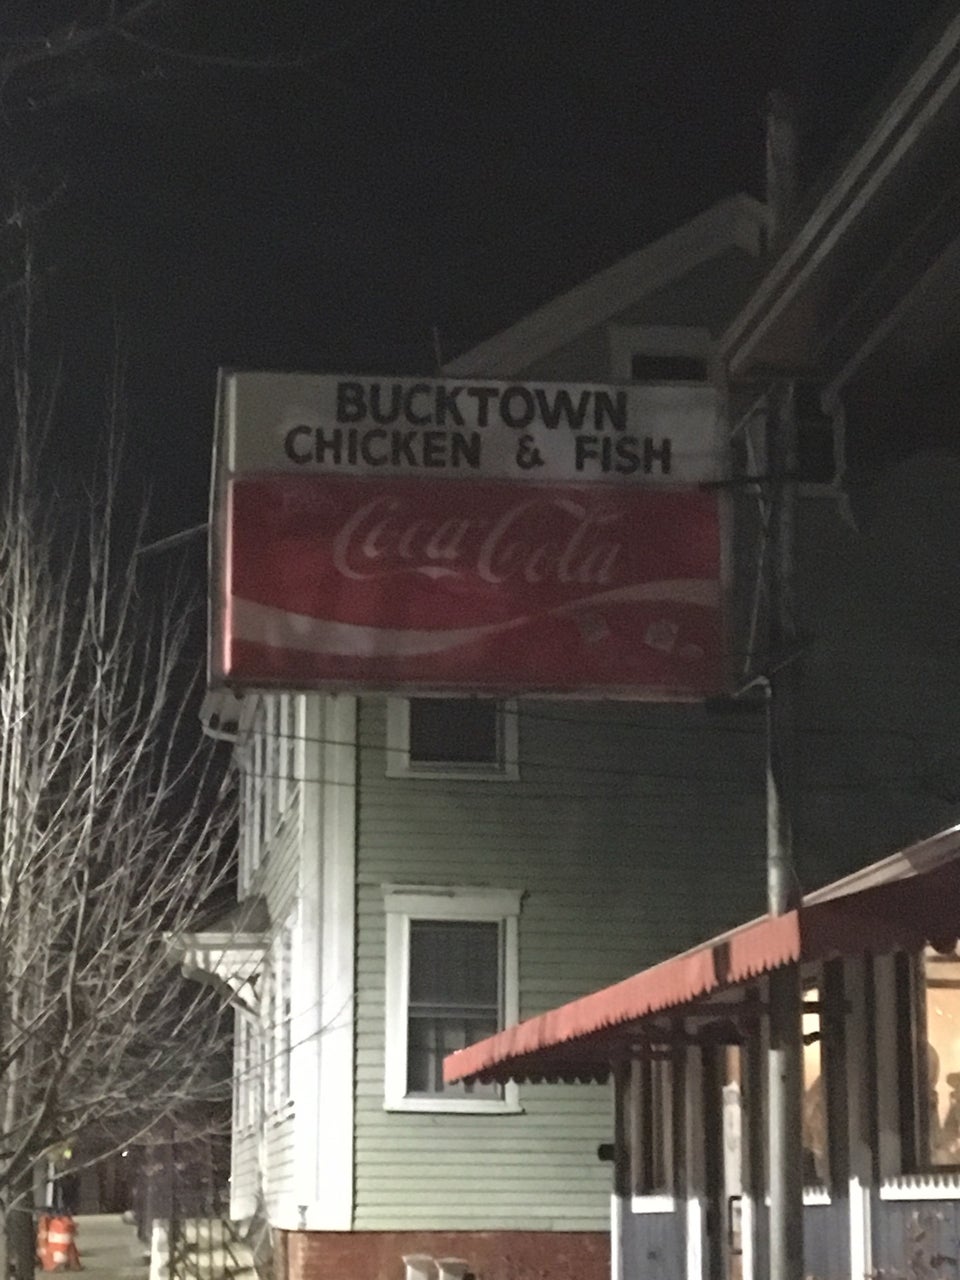 BUCKTOWN
CHICKEN & FISH
Coca-Cola